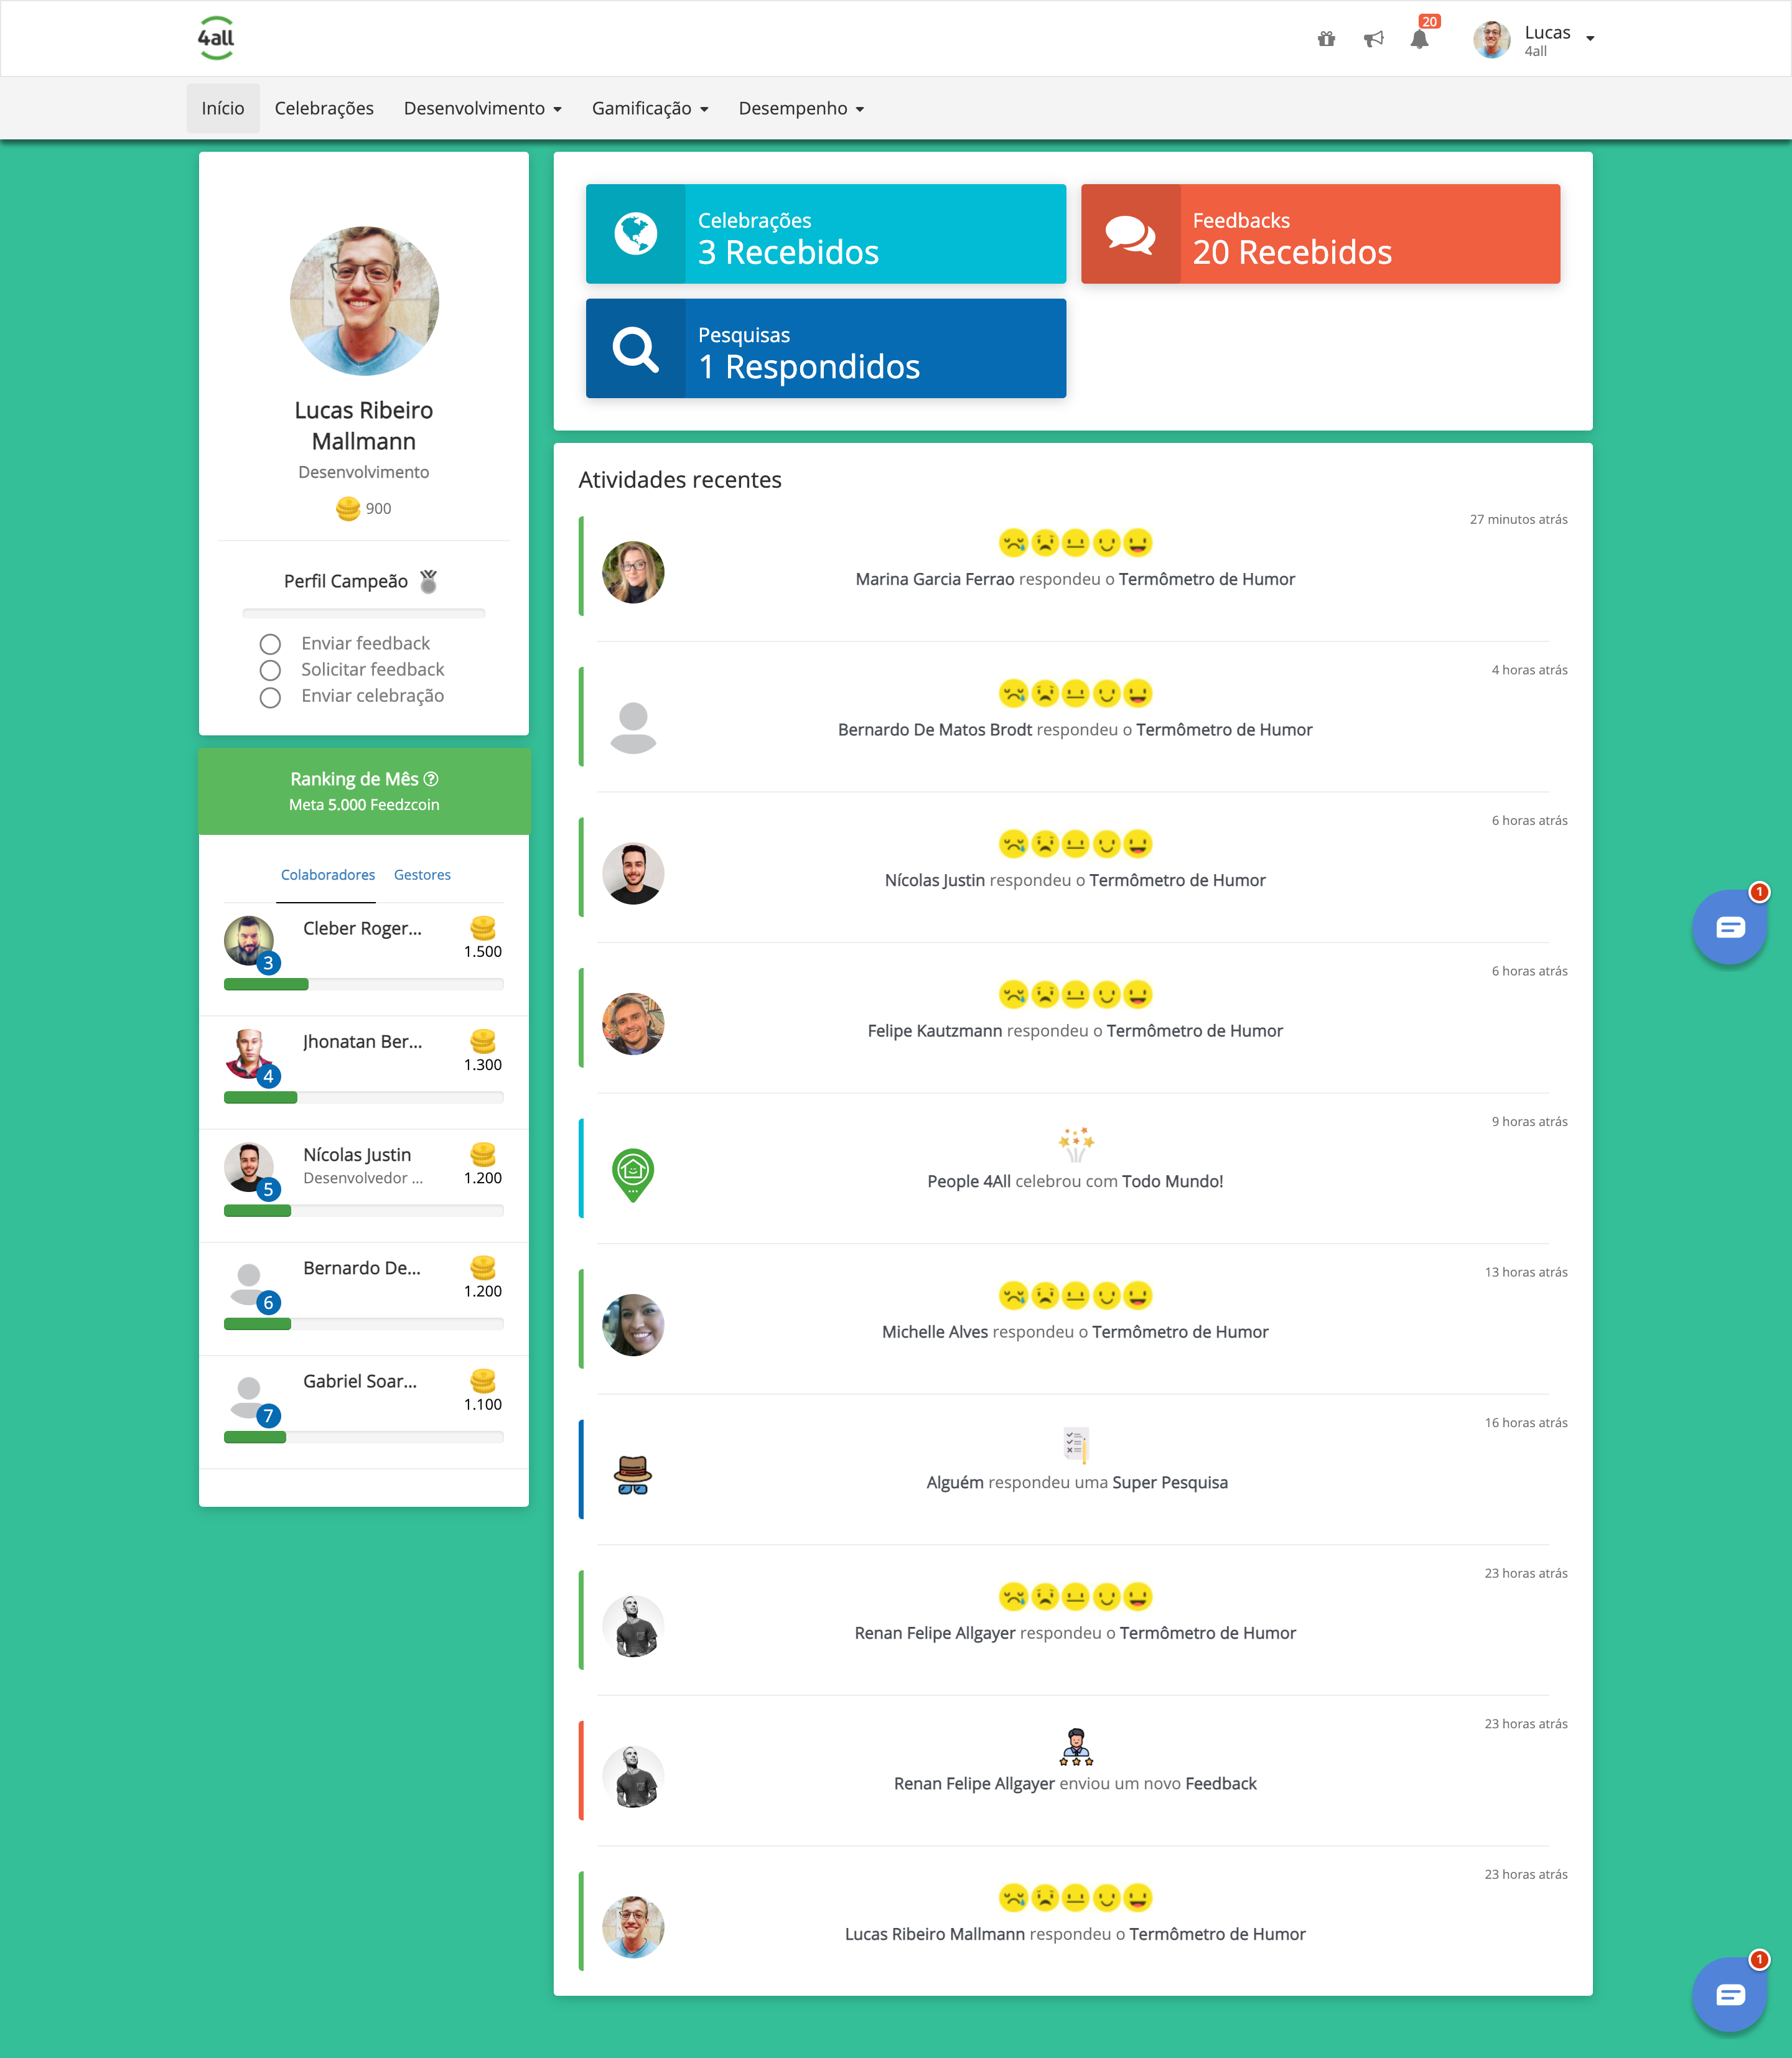 4all
20
Lucas
4all
Início
Celebrações
Desenvolvimento
Gamificação
Desempenho
Lucas Ribeiro
Mallmann
Desenvolvimento
900
Perfil Campeão
Enviar feedback
Solicitar feedback
Enviar celebração
Ranking de Mês
Meta 5.000 Feedzcoin
Colaboradores
Gestores
Cleber Roger...
1.500
3
Jhonatan Ber...
1.300
4
Nícolas Justin
Desenvolvedor ...
1.200
5
Bernardo De...
1.200
6
Gabriel Soar...
1.100
7
Celebrações
3 Recebidos
Feedbacks
20 Recebidos
Pesquisas
1 Respondidos
Atividades recentes
27 minutos atrás
Marina Garcia Ferrao respondeu o Termômetro de Humor
4 horas atrás
Bernardo De Matos Brodt respondeu o Termômetro de Humor
6 horas atrás
Nícolas Justin respondeu o Termômetro de Humor
6 horas atrás
Felipe Kautzmann respondeu o Termômetro de Humor
9 horas atrás
People 4All celebrou com Todo Mundo!
13 horas atrás
Michelle Alves respondeu o Termômetro de Humor
16 horas atrás
Alguém respondeu uma Super Pesquisa
23 horas atrás
Renan Felipe Allgayer respondeu o Termômetro de Humor
23 horas atrás
Renan Felipe Allgayer enviou um novo Feedback
23 horas atrás
Lucas Ribeiro Mallmann respondeu o Termômetro de Humor
1
1